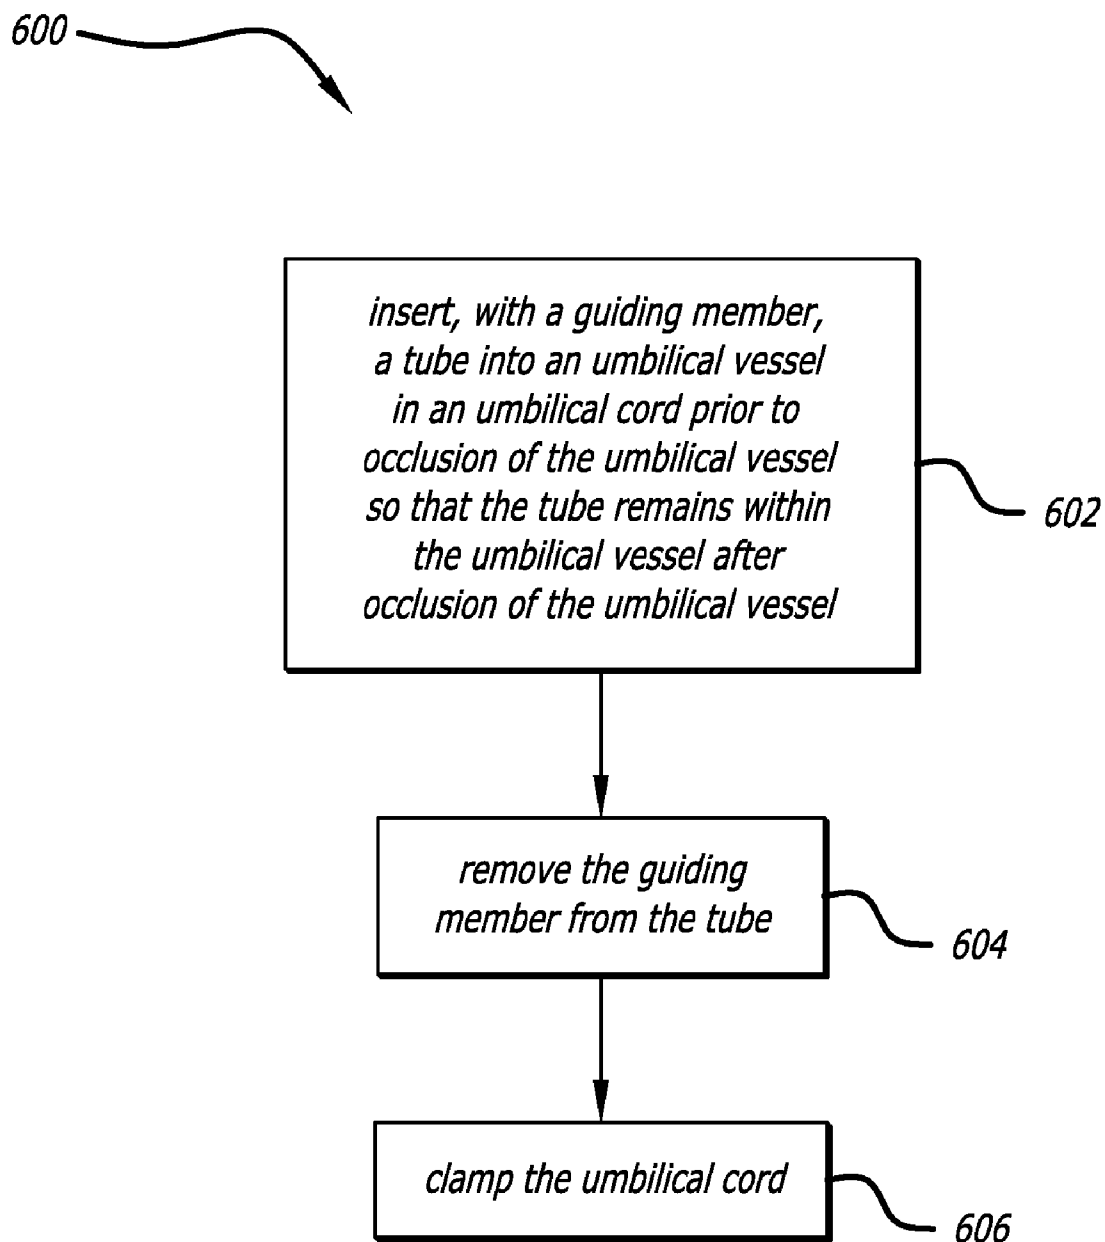 600
insert, with a guiding member,
a tube into an umbilical vessel
in an umbilical cord prior to
occlusion of the umbilical vessel
so that the tube remains within
the umbilical vessel after
occlusion of the umbilical vessel
602
remove the guiding
member from the tube
604
clamp the umbilical cord
606